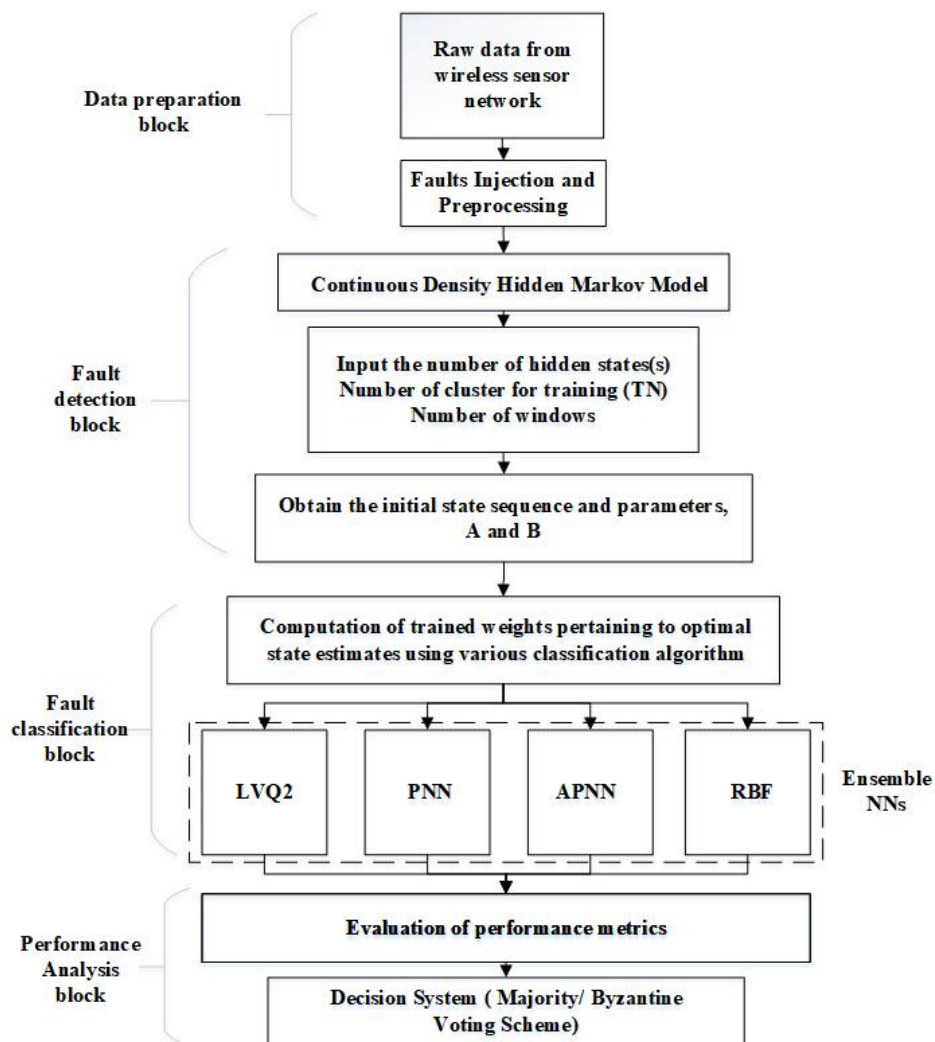 Raw data from
wireless sensor
network
Data preparation
block
Faults Injection and
Preprocessing
Continuous Density Hidden Markov Model
Input the number of hidden states(s)
Number of cluster for training (TN)
Number of windows
Fault
detection
block
Obtain the initial state sequence and parameters,
A and B
Computation of trained weights pertaining to optimal
state estimates using various classification algorithm
Fault
classification
block
LVQ2
PNN
APNN
RBF
Ensemble
NNs
Evaluation of performance metrics
Performance
Analysis
block
Decision System ( Majority/ Byzantine
Voting Scheme)